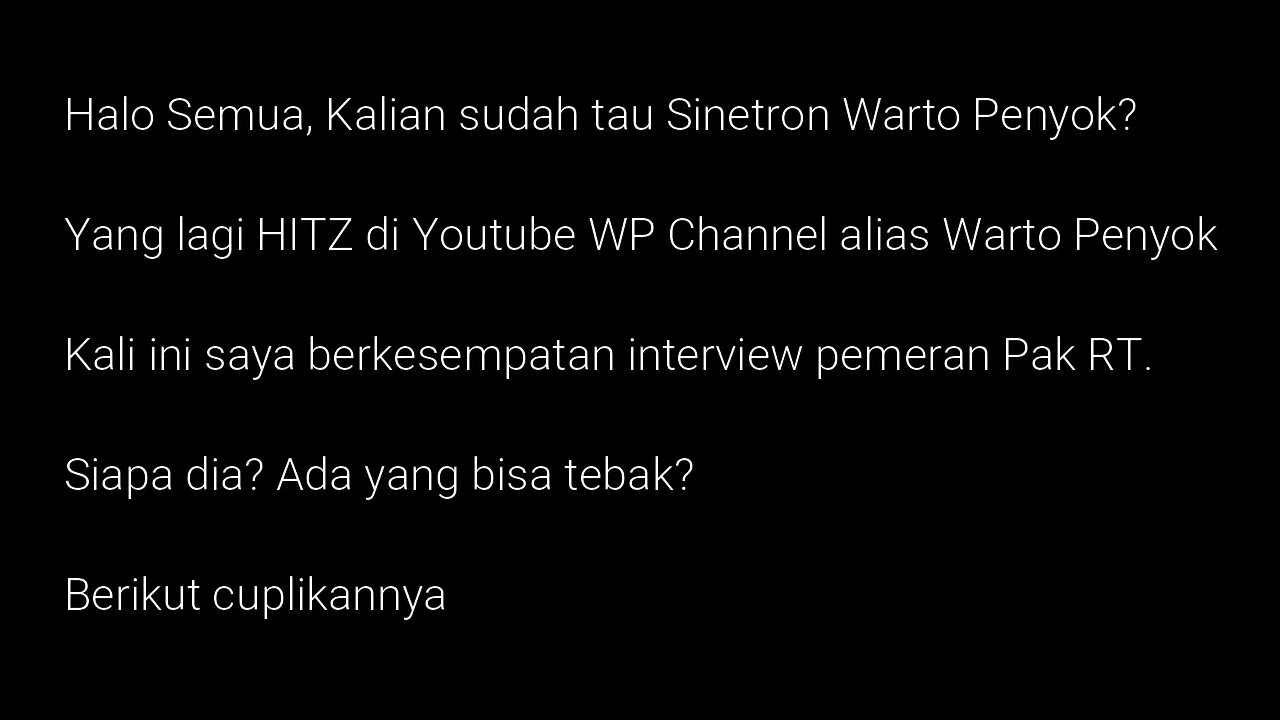 Halo Semua, Kalian sudah tau Sinetron Warto Penyok?
Yang lagi HITZ di Youtube WP Channel alias Warto Penyok
Kali ini saya berkesempatan interview pemeran Pak RT.
Siapa dia? Ada yang bisa tebak?
Berikut cuplikannya